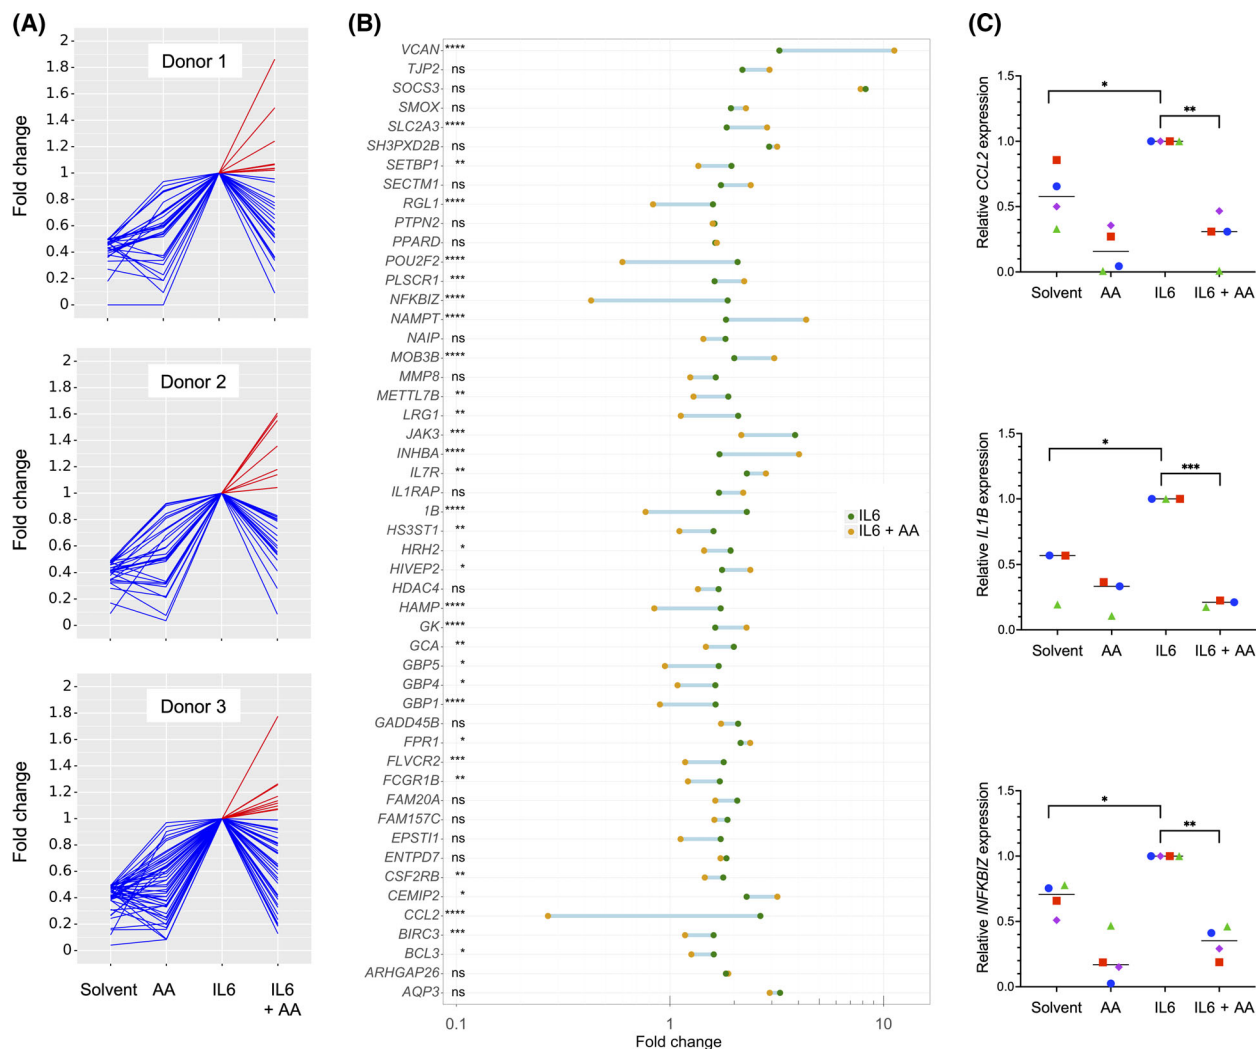 (A)
Donor 1
Fold change
2
1.8
1.6
1.4
1.2
1
0.8
0.6
0.4
0.2
0
Donor 2
Fold change
2
1.8
1.6
1.4
1.2
1
0.8
0.6
0.4
0.2
0
Donor 3
Fold change
2
1.8
1.6
1.4
1.2
1
0.8
0.6
0.4
0.2
0
Solvent AA IL6 IL6 + AA
(B)
VCAN ****
TJP2 ns
SOCS3 ns
SMOX ns
SLC2A3 ****
SH3PXD2B ns
SETBP1 **
SECTM1 ns
RGL1 ****
PTPN2 ns
PPARD ns
POU2F2 ****
PLSCR1 ***
NFKBIZ ****
NAMPT ****
NAIP ns
MOB3B ****
MMP8 ns
METTL7B **
LRG1 **
JAK3 ***
INHBA ****
IL7R **
IL1RAP ns
1B ****
HS3ST1 **
HRH2 *
HIVEP2 *
HDAC4 ns
HAMP ****
GK ****
GCA **
GBP5 *
GBP4 *
GBP1 ****
GADD45B ns
FPR1 *
FLVCR2 ***
FCGR1B **
FAM20A ns
FAM157C ns
EPSTI1 ns
ENTPD7 ns
CSF2RB **
CEMIP2 *
CCL2 ****
BIRC3 ***
BCL3 *
ARHGAP26 ns
AQP3 ns
IL6
IL6 + AA
0.1 1 10
Fold change
(C)
Relative CCL2 expression
1.5
1.0
0.5
0.0
*
**
Solvent AA IL6 IL6 + AA
Relative IL1B expression
1.5
1.0
0.5
0.0
*
***
Solvent AA IL6 IL6 + AA
Relative INFKBIZ expression
1.5
1.0
0.5
0.0
*
**
Solvent AA IL6 IL6 + AA